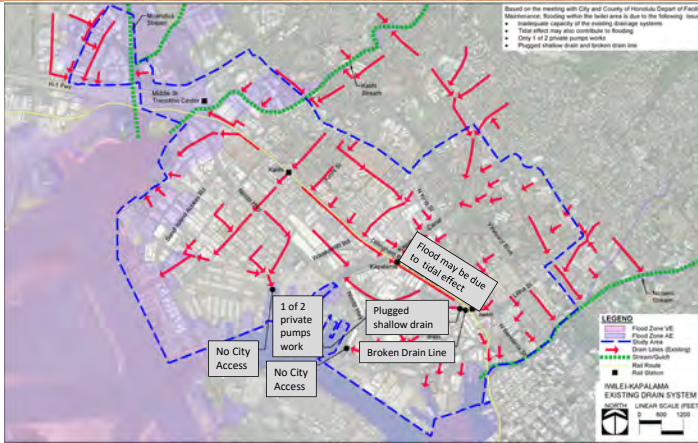 Based on the meeting with City and County of Honolulu Depart of Facil
Maintenance, flooding within the Iwilei area is due to the following issu
• Inadequate capacity of the existing drainage systems
• Tidal effect may also contribute to flooding
• Only 1 of 2 private pumps works
• Plugged shallow drain and broken drain line
Moanalua
Stream
H-1 Fwy
Middle St
Transit Center
Kalihi
Stream
Kalihi
Kapalama
Flood may be due
to tidal effect
1 of 2
private
pumps
work
Plugged
shallow drain
No City
Access
No City
Access
Broken Drain Line
Nuuanu
Stream
LEGEND
Flood Zone VE
Flood Zone AE
Study Area
Drain Lines (Existing)
Stream/Gulch
Rail Route
Rail Station
IWILEI-KAPALAMA
EXISTING DRAIN SYSTEM
NORTH
LINEAR SCALE (FEET
0 600 1200